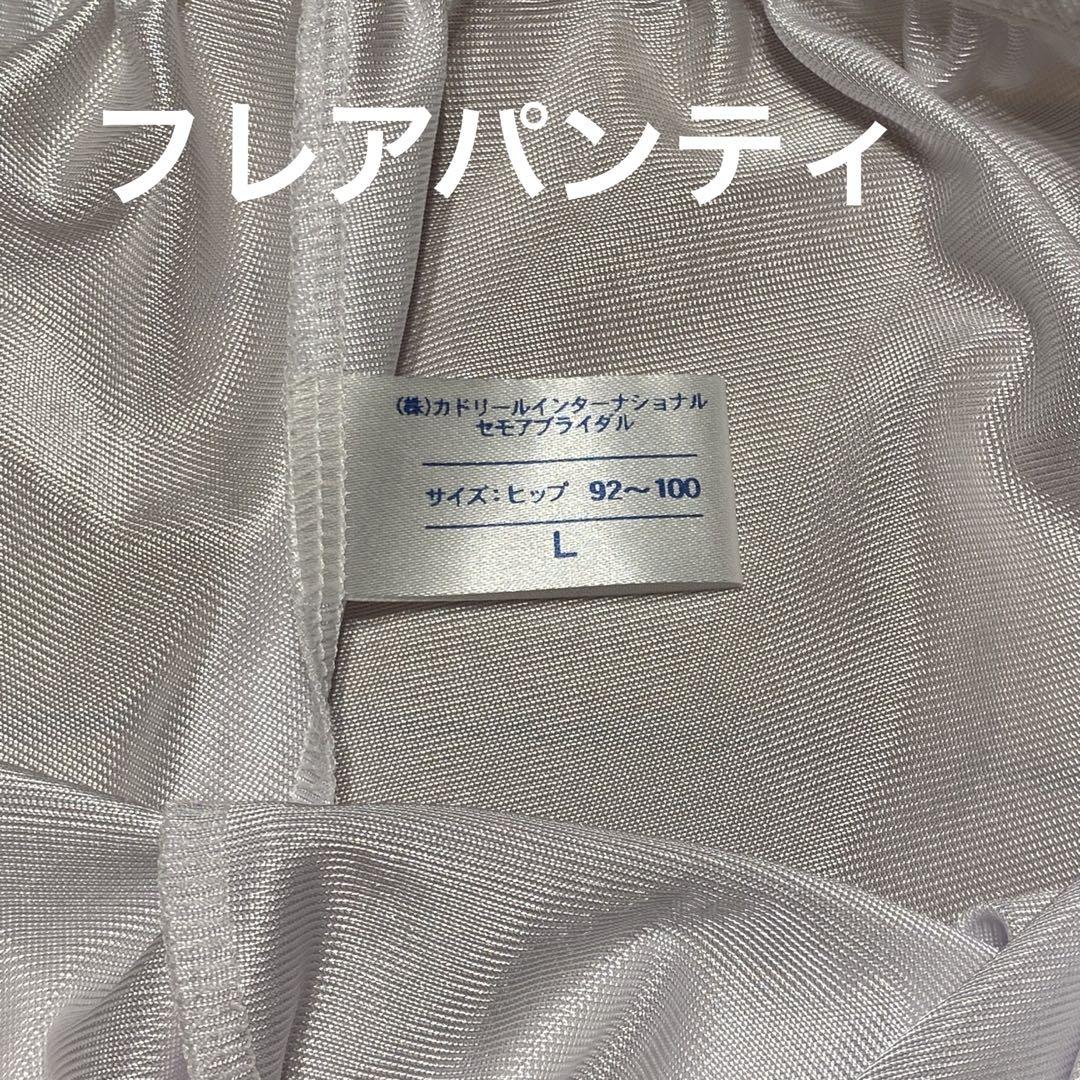 フレアパンティ
(株)カドリールインターナショナル
セモアブライダル
サイズ：ヒップ 92〜100
L